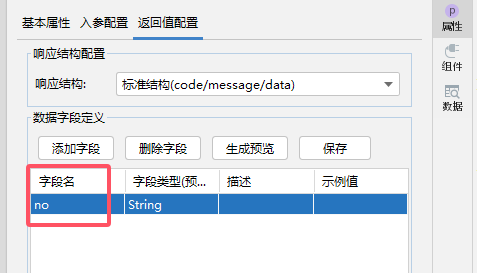 基本属性 入参配置 返回值配置
响应结构配置
响应结构: 标准结构(code/message/data)
数据字段定义
添加字段 删除字段 生成预览 保存
字段名 字段类型(预... 描述 示例值
no String
p
属性
组件
数据